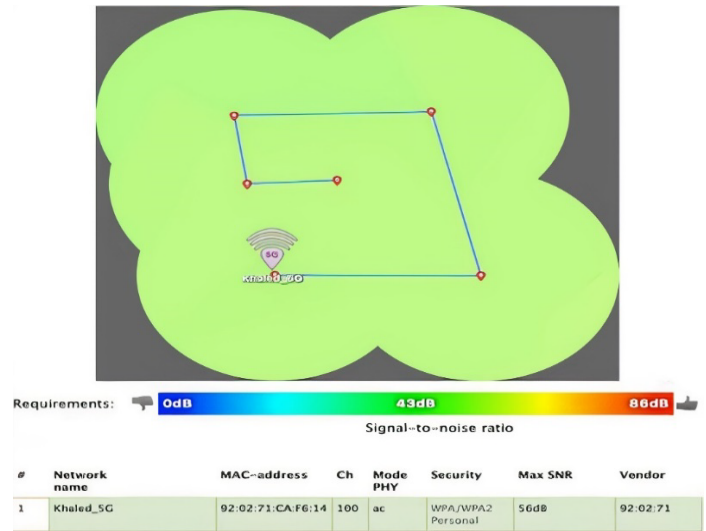 5G
Khaled_5G
Requirements: 0dB 43dB 86dB
Signal-to-noise ratio
# Network name MAC-address Ch Mode PHY Security Max SNR Vendor
1 Khaled_5G 92:02:71:CA:F6:14 100 ac WPA/WPA2 Personal 56dB 92:02:71